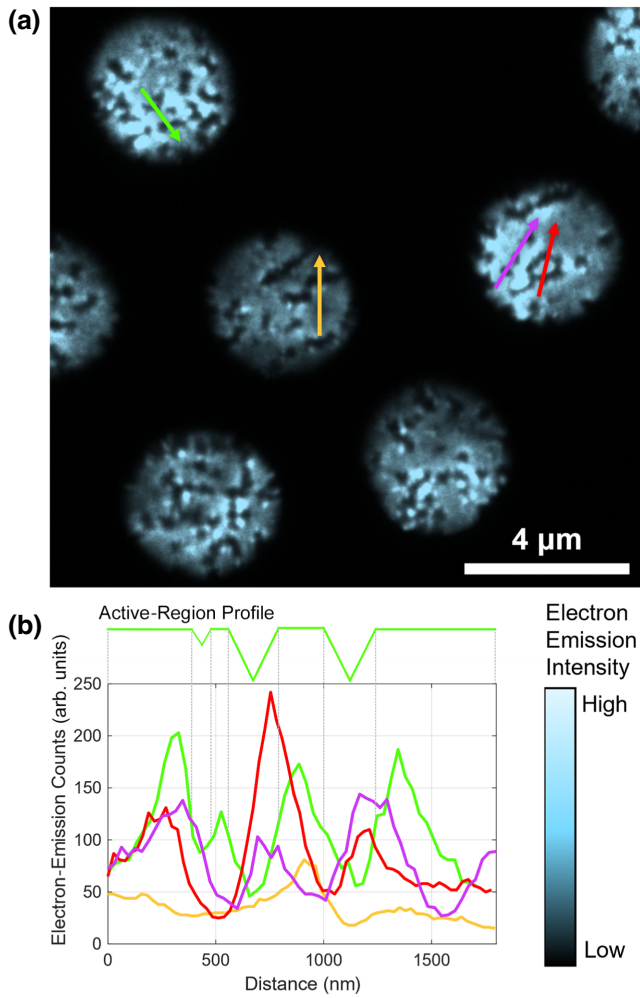 (a)
4 µm
(b)
Active-Region Profile
Electron-Emission Counts (arb. units)
250
200
150
100
50
0
0
500
1000
1500
Distance (nm)
Electron
Emission
Intensity
High
Low